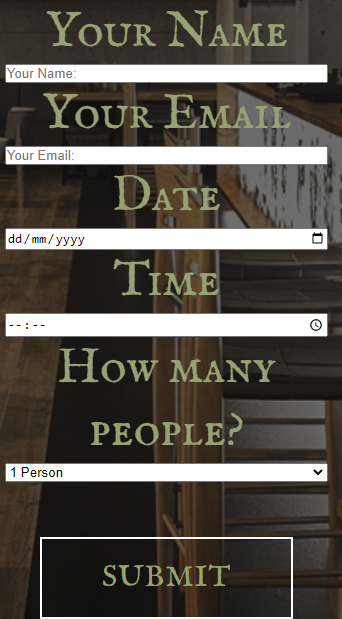 Your Name
Your Name:
Your Email
Your Email:
Date
dd/mm/yyyy
Time
--:--
How many
people?
1 Person
submit